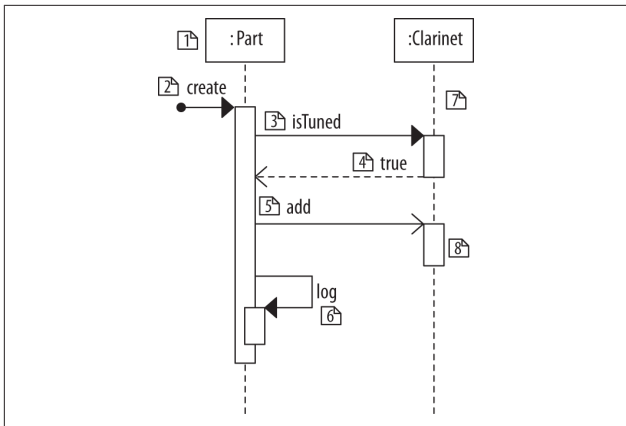 1 :Part :Clarinet
2 create 7
3 isTuned
4 true
5 add
8
log
6